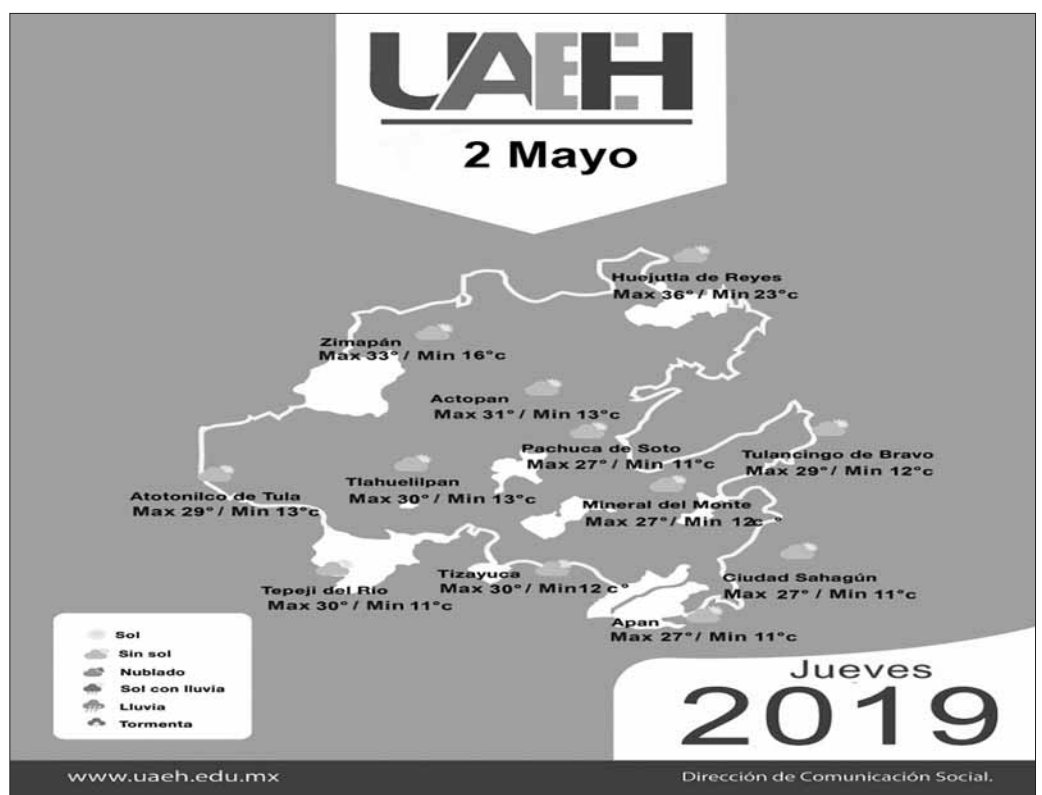 UAEH
2 Mayo
Huejutla de Reyes
Max 36° / Min 23°c
Zimapán
Max 33° / Min 16°c
Actopan
Max 31° / Min 13°c
Pachuca de Soto
Max 27° / Min 11°c
Tulancingo de Bravo
Max 29° / Min 12°c
Tlahuelilpan
Max 30° / Min 13°c
Atotonilco de Tula
Max 29° / Min 13°c
Mineral del Monte
Max 27°/ Min 12c °
Tizayuca
Max 30° / Min12 c°
Ciudad Sahagún
Max 27° / Min 11°c
Tepeji del Río
Max 30° / Min 11°c
Apan
Max 27°/ Min 11°c
Sol
Sin sol
Nublado
Sol con lluvia
Lluvia
Tormenta
Jueves
2019
www.uaeh.edu.mx
Dirección de Comunicación Social.